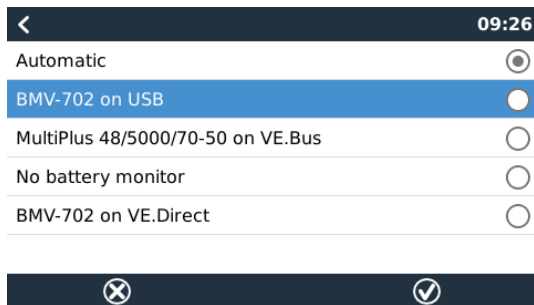 09:26
Automatic
BMV-702 on USB
MultiPlus 48/5000/70-50 on VE.Bus
No battery monitor
BMV-702 on VE.Direct